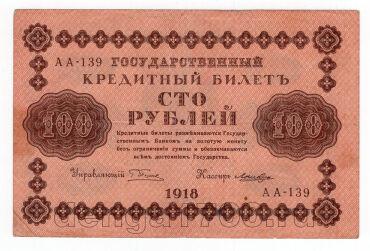 ГОСУДАРСТВЕННЫЙ
АА-139 КРЕДИТНЫЙ БИЛЕТЪ
СТО
РУБЛЕЙ
100 100
Кредитные билеты размѣниваются Государ-
ственнымъ Банкомъ на золотую монету
безъ ограниченія суммы и обезпечиваются
всѣмъ достояніемъ Государства.
Управляющій Кассиръ
1918
АА-139